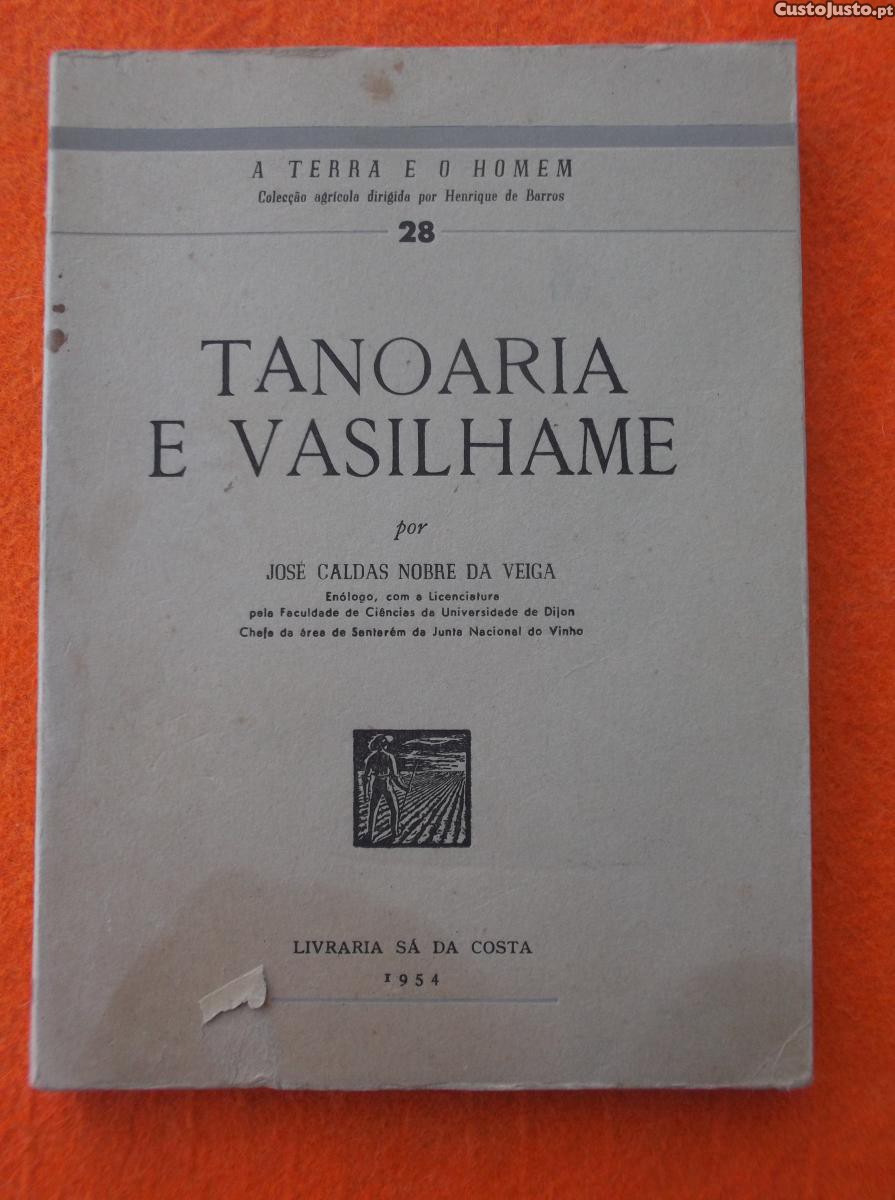 CustoJusto.pt
A TERRA E O HOMEM
Colecção agrícola dirigida por Henrique de Barros
28
TANOARIA
E VASILHAME
por
JOSÉ CALDAS NOBRE DA VEIGA
Enólogo, com a Licenciatura
pela Faculdade de Ciências da Universidade de Dijon
Chefe da área de Santarém da Junta Nacional do Vinho
LIVRARIA SÁ DA COSTA
1954